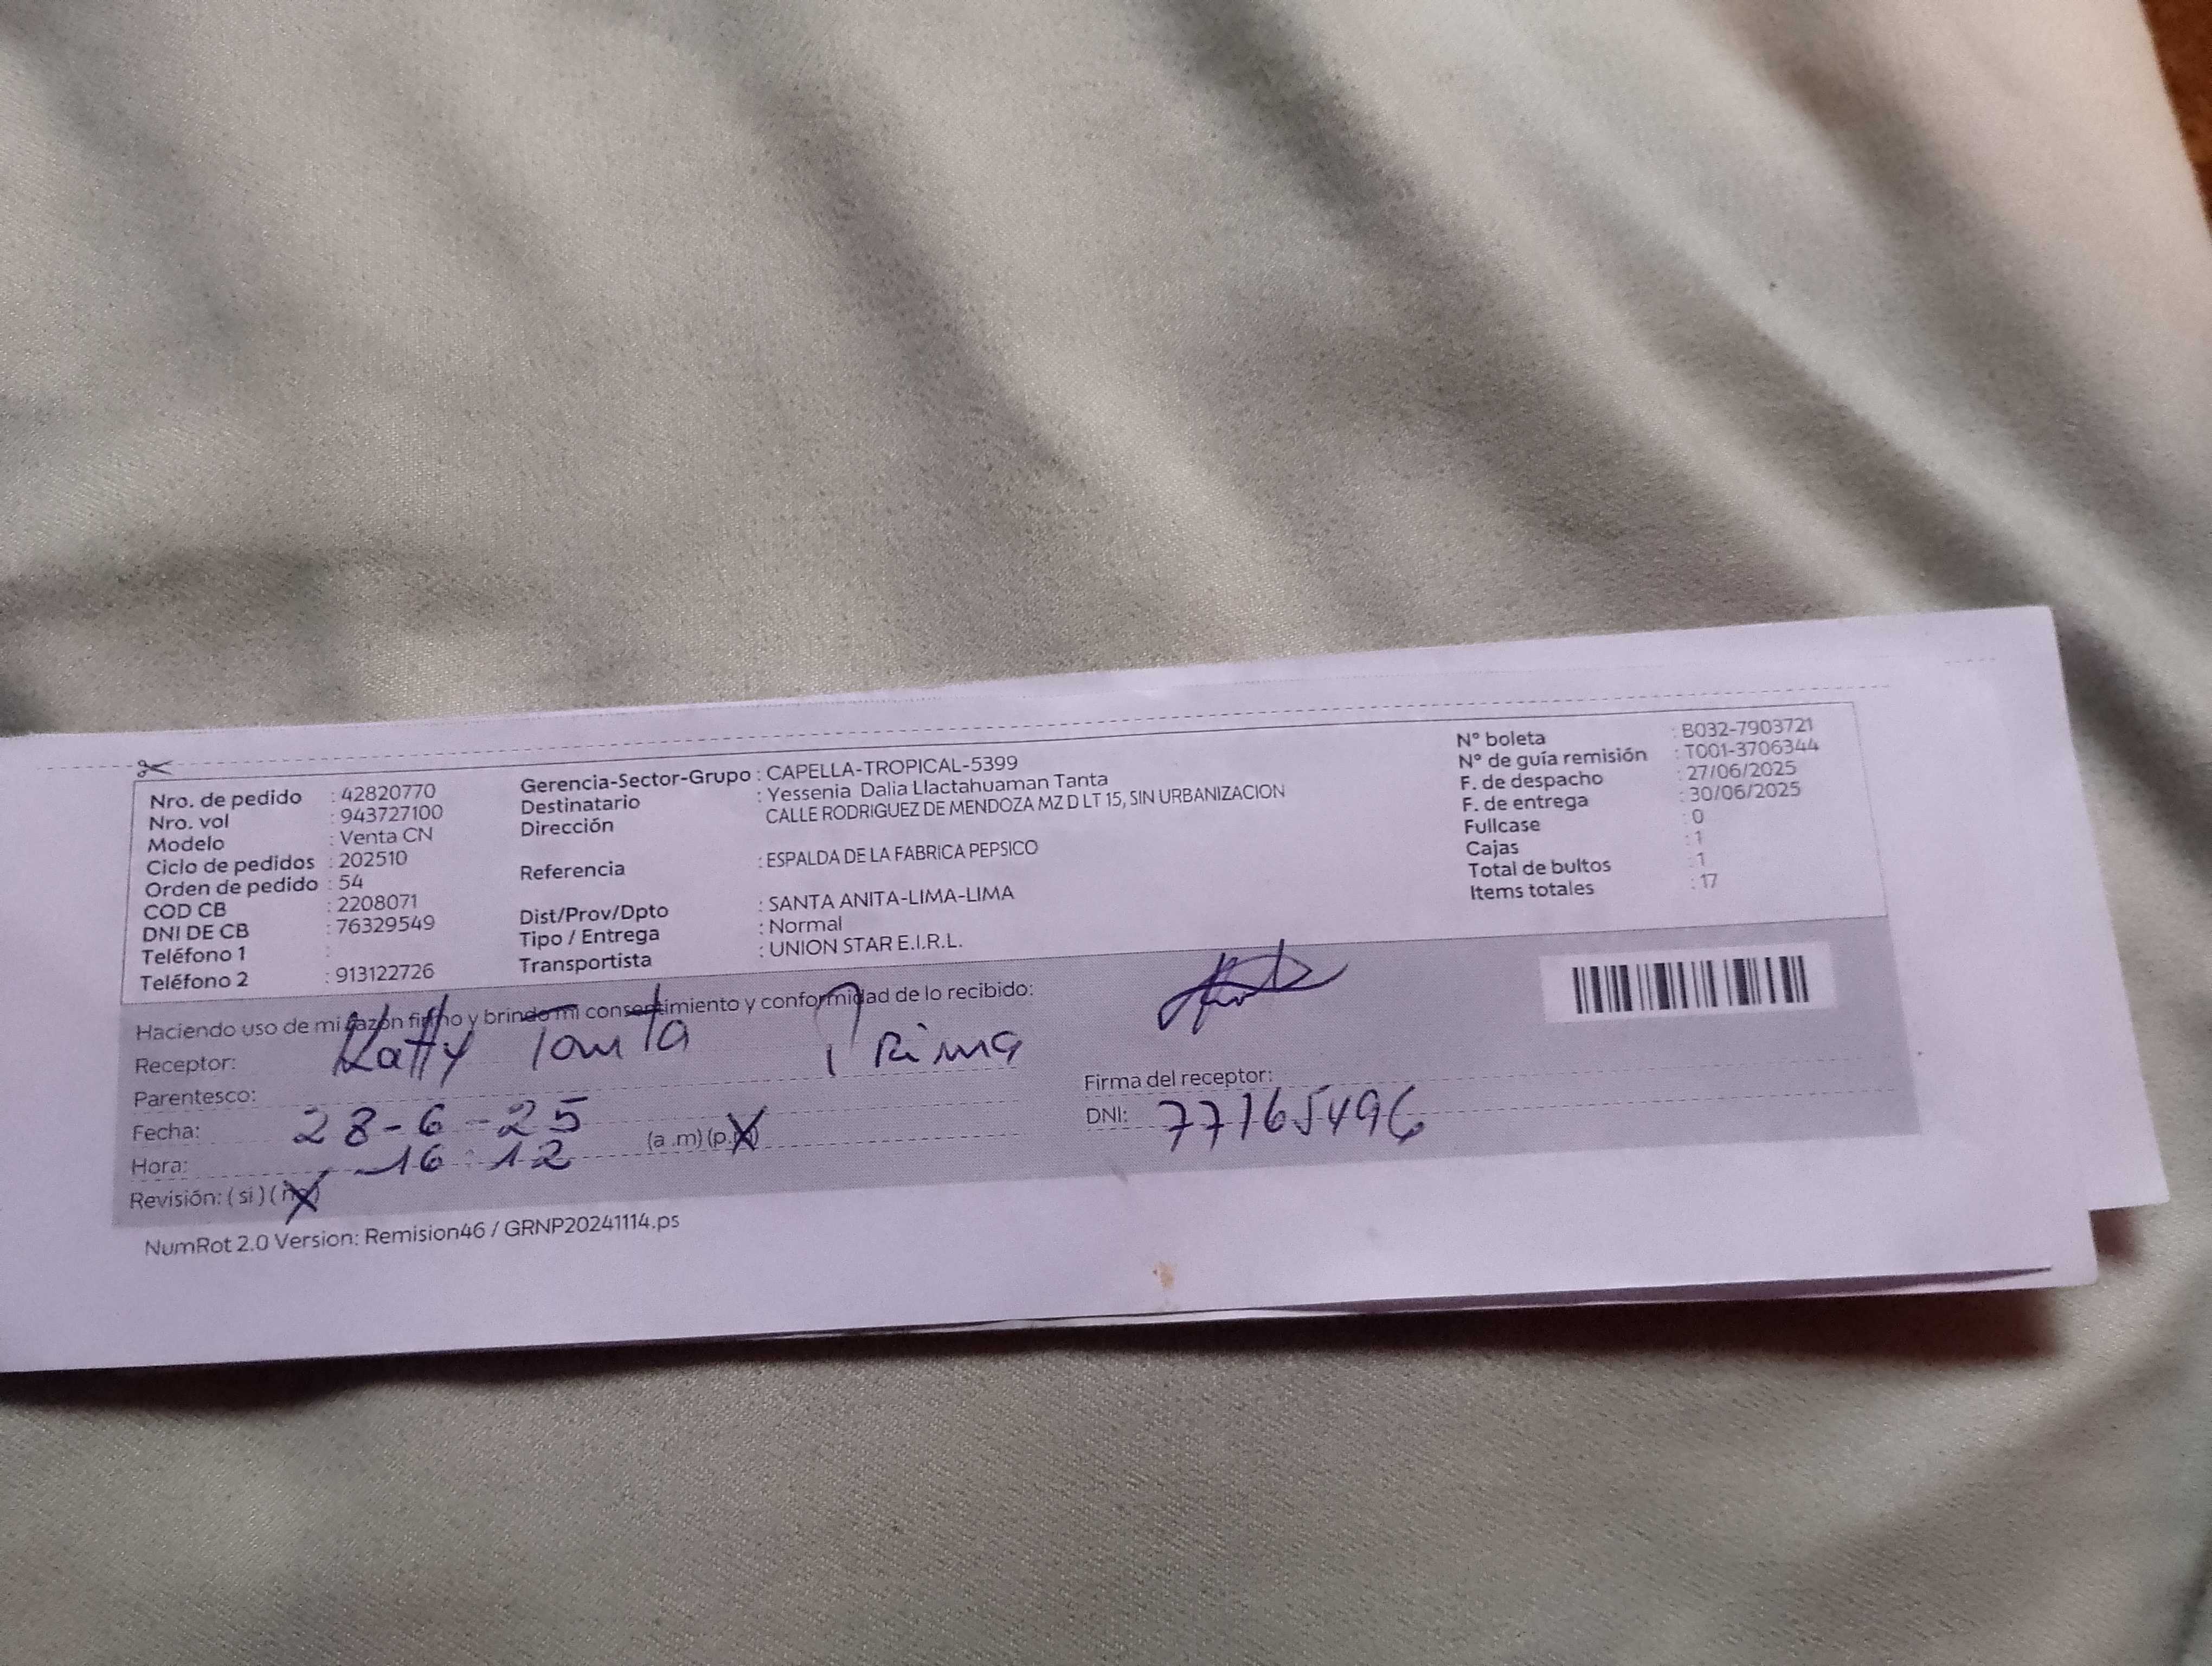 Nro. de pedido : 42820770
Nro. vol : 943727100
Modelo : Venta CN
Ciclo de pedidos : 202510
Orden de pedido : 54
COD CB : 2208071
DNI DE CB : 76329549
Teléfono 1 :
Teléfono 2 : 913122726
Gerencia-Sector-Grupo : CAPELLA-TROPICAL-5399
Destinatario : Yessenia Dalia Llactahuaman Tanta
Dirección CALLE RODRIGUEZ DE MENDOZA MZ D LT 15, SIN URBANIZACION
Referencia : ESPALDA DE LA FABRICA PEPSICO
Dist/Prov/Dpto : SANTA ANITA-LIMA-LIMA
Tipo / Entrega : Normal
Transportista : UNION STAR E.I.R.L.
N° boleta : B032-7903721
N° de guía remisión : T001-3706344
F. de despacho : 27/06/2025
F. de entrega : 30/06/2025
Fullcase : 0
Cajas : 1
Total de bultos : 1
Items totales : 17
Haciendo uso de mi razón firmo y brindo mi consentimiento y conformidad de lo recibido:
Receptor: Katty Tanta
Parentesco:
Fecha: 28-6-25
Hora: 16:12 (a.m) (p.m)
Revisión: (si) (no)
Firma del receptor:
DNI: 77165496
NumRot 2.0 Version: Remision46 / GRNP20241114.ps